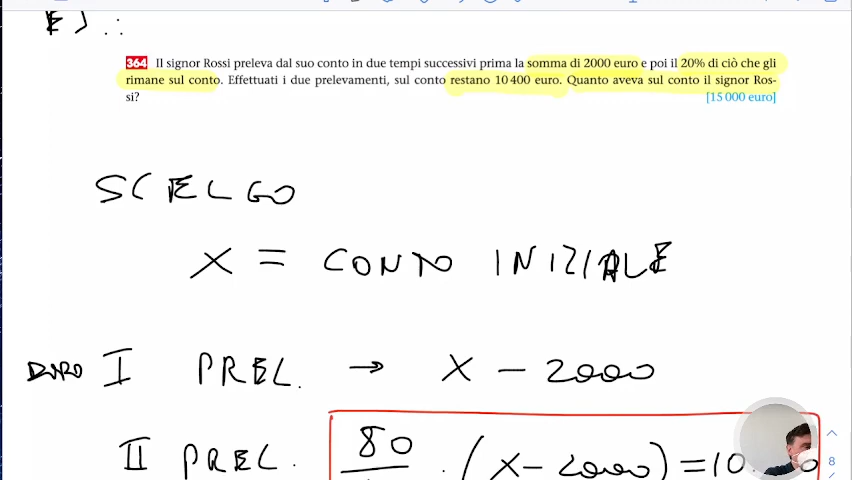 E) ..
364 Il signor Rossi preleva dal suo conto in due tempi successivi prima la somma di 2000 euro e poi il 20% di ciò che gli
rimane sul conto. Effettuati i due prelevamenti, sul conto restano 10 400 euro. Quanto aveva sul conto il signor Ros-
si? [15 000 euro]
SCELGO
X = CONTO INIZIALE
DOPO I PREL. → X - 2000
II PREL. 80 · (X - 2000) = 10
8